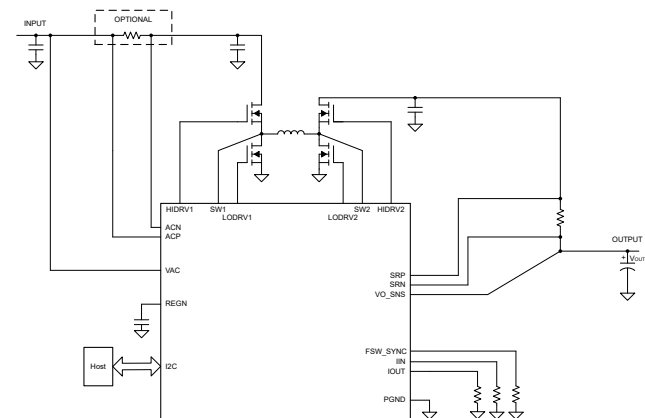 OPTIONAL
INPUT
HIDRV1
SW1
LODRV1
LODRV2
SW2
HIDRV2
ACN
ACP
VAC
REGN
Host
I2C
SRP
SRN
VO_SNS
OUTPUT
+ VOUT
FSW_SYNC
IIN
IOUT
PGND